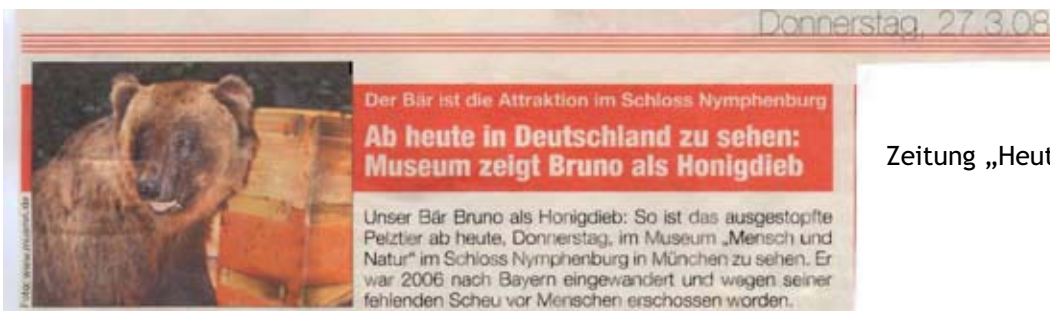 Donnerstag, 27.3.08
Der Bär ist die Attraktion im Schloss Nymphenburg
Ab heute in Deutschland zu sehen:
Museum zeigt Bruno als Honigdieb
Unser Bär Bruno als Honigdieb: So ist das ausgestopfte
Pelztier ab heute, Donnerstag, im Museum „Mensch und
Natur“ im Schloss Nymphenburg in München zu sehen. Er
war 2006 nach Bayern eingewandert und wegen seiner
fehlenden Scheu vor Menschen erschossen worden.
Zeitung „Heut